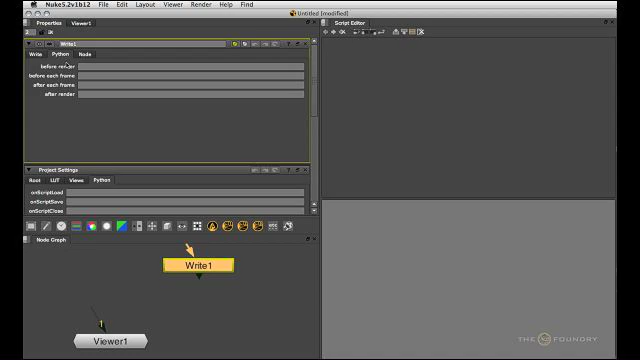 Nuke5.2v1b12 File Edit Layout Viewer Render Help
Untitled [modified]
Properties Viewer1
Script Editor
2
Write1
Write Python Node
before render
before each frame
after each frame
after render
Project Settings
Root LUT Views Python
onScriptLoad
onScriptSave
onScriptClose
Node Graph
Write1
1
Viewer1
THE FOUNDRY